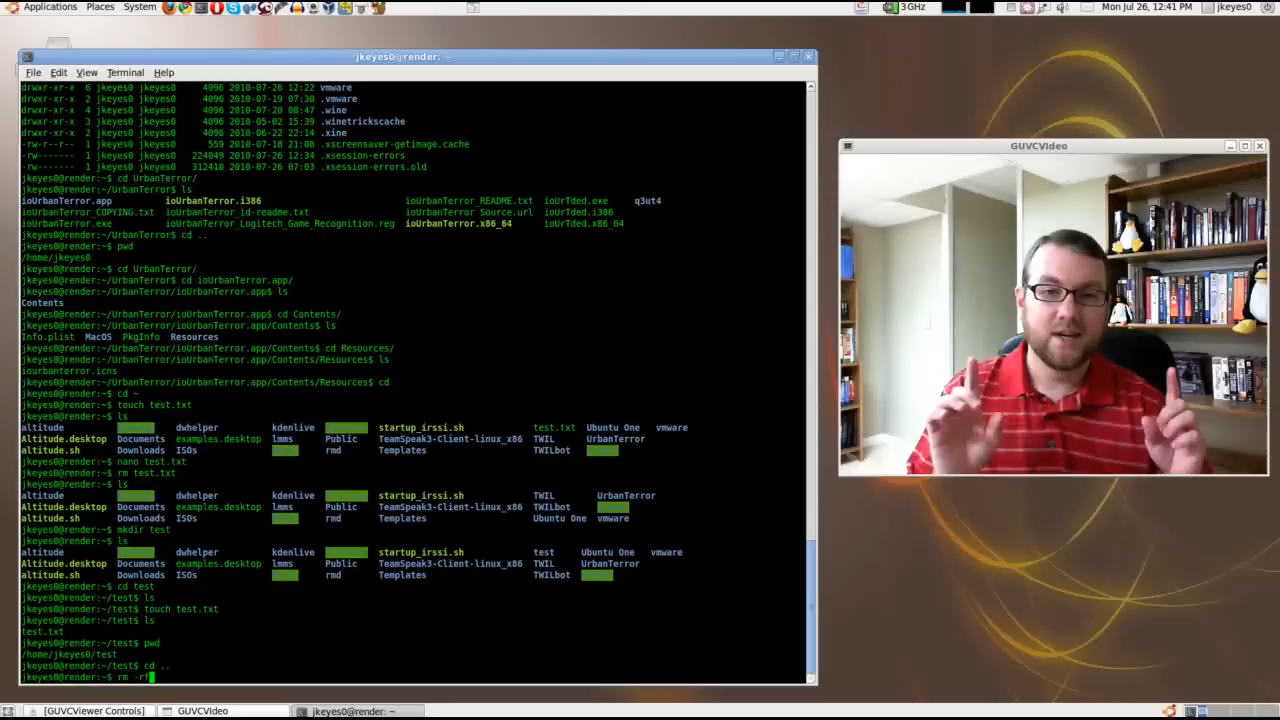 Applications Places System 3 GHz Mon Jul 26, 12:41 PM jkeyes0
jkeyes0@render: ~
File Edit View Terminal Help
drwxr-xr-x 6 jkeyes0 jkeyes0 4096 2010-07-26 12:22 vmware
drwxr-xr-x 2 jkeyes0 jkeyes0 4096 2010-07-19 07:30 .vmware
drwxr-xr-x 4 jkeyes0 jkeyes0 4096 2010-07-20 08:47 .wine
drwxr-xr-x 3 jkeyes0 jkeyes0 4096 2010-05-02 15:39 .winetrickscache
drwxr-xr-x 2 jkeyes0 jkeyes0 4096 2010-06-22 22:14 .xine
-rw-r--r-- 1 jkeyes0 jkeyes0 559 2010-07-18 21:08 .xscreensaver-getimage.cache
-rw------- 1 jkeyes0 jkeyes0 224049 2010-07-26 12:34 .xsession-errors
-rw------- 1 jkeyes0 jkeyes0 312418 2010-07-26 07:03 .xsession-errors.old
jkeyes0@render:~$ cd UrbanTerror/
jkeyes0@render:~/UrbanTerror$ ls
ioUrbanTerror.app ioUrbanTerror.i386 ioUrbanTerror_README.txt ioUrTded.exe q3ut4
ioUrbanTerror_COPYING.txt ioUrbanTerror_id-readme.txt ioUrbanTerror Source.url ioUrTded.i386
ioUrbanTerror.exe ioUrbanTerror_Logitech_Game_Recognition.reg ioUrbanTerror.x86_64 ioUrTded.x86_64
jkeyes0@render:~/UrbanTerror$ cd ..
jkeyes0@render:~$ pwd
/home/jkeyes0
jkeyes0@render:~$ cd UrbanTerror/
jkeyes0@render:~/UrbanTerror$ cd ioUrbanTerror.app/
jkeyes0@render:~/UrbanTerror/ioUrbanTerror.app$ ls
Contents
jkeyes0@render:~/UrbanTerror/ioUrbanTerror.app$ cd Contents/
jkeyes0@render:~/UrbanTerror/ioUrbanTerror.app/Contents$ ls
Info.plist MacOS PkgInfo Resources
jkeyes0@render:~/UrbanTerror/ioUrbanTerror.app/Contents$ cd Resources/
jkeyes0@render:~/UrbanTerror/ioUrbanTerror.app/Contents/Resources$ ls
iourbanterror.icns
jkeyes0@render:~/UrbanTerror/ioUrbanTerror.app/Contents/Resources$ cd
jkeyes0@render:~$ cd ~
jkeyes0@render:~$ touch test.txt
jkeyes0@render:~$ ls
altitude dwhelper kdenlive startup_irssi.sh test.txt Ubuntu One vmware
Altitude.desktop Documents examples.desktop lmms Public TeamSpeak3-Client-linux_x86 TWIL UrbanTerror
altitude.sh Downloads ISOs rmd Templates TWILbot
jkeyes0@render:~$ nano test.txt
jkeyes0@render:~$ rm test.txt
jkeyes0@render:~$ ls
altitude dwhelper kdenlive startup_irssi.sh TWIL UrbanTerror
Altitude.desktop Documents examples.desktop lmms Public TeamSpeak3-Client-linux_x86 TWILbot
altitude.sh Downloads ISOs rmd Templates Ubuntu One vmware
jkeyes0@render:~$ mkdir test
jkeyes0@render:~$ ls
altitude dwhelper kdenlive startup_irssi.sh test Ubuntu One vmware
Altitude.desktop Documents examples.desktop lmms Public TeamSpeak3-Client-linux_x86 TWIL UrbanTerror
altitude.sh Downloads ISOs rmd Templates TWILbot
jkeyes0@render:~$ cd test
jkeyes0@render:~/test$ ls
jkeyes0@render:~/test$ touch test.txt
jkeyes0@render:~/test$ ls
test.txt
jkeyes0@render:~/test$ pwd
/home/jkeyes0/test
jkeyes0@render:~/test$ cd ..
jkeyes0@render:~$ rm -rf
GUVCVideo
[GUVCViewer Controls] GUVCVideo jkeyes0@render: ~